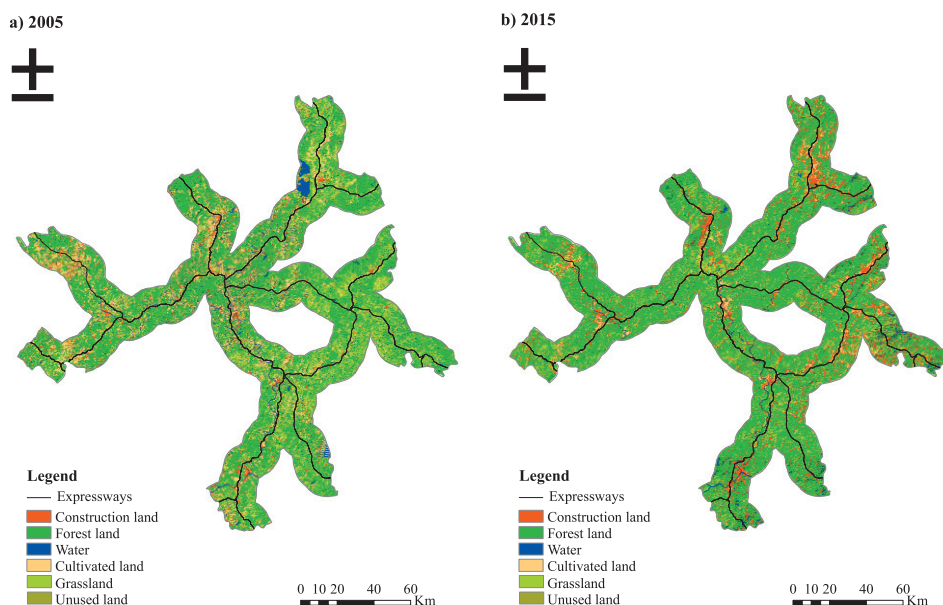 a) 2005
Legend
Expressways
Construction land
Forest land
Water
Cultivated land
Grassland
Unused land
0 10 20 40 60
Km
b) 2015
Legend
Expressways
Construction land
Forest land
Water
Cultivated land
Grassland
Unused land
0 10 20 40 60
Km